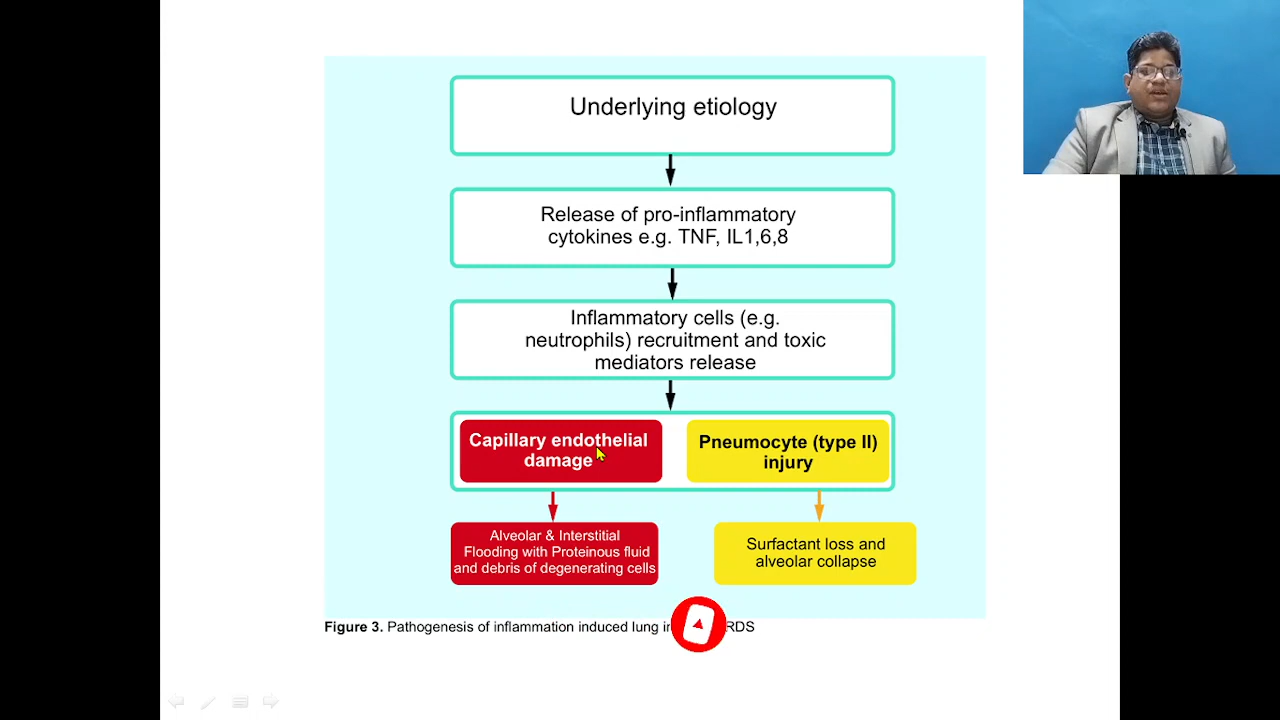 Underlying etiology
Release of pro-inflammatory
cytokines e.g. TNF, IL1,6,8
Inflammatory cells (e.g.
neutrophils) recruitment and toxic
mediators release
Capillary endothelial
damage
Pneumocyte (type II)
injury
Alveolar & Interstitial
Flooding with Proteinous fluid
and debris of degenerating cells
Surfactant loss and
alveolar collapse
Figure 3. Pathogenesis of inflammation induced lung